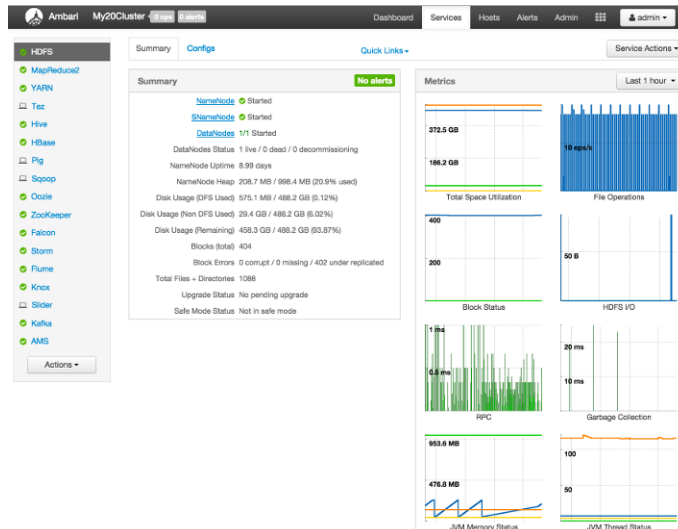 Ambari My20Cluster 0 ops 0 alerts Dashboard Services Hosts Alerts Admin admin
HDFS
MapReduce2
YARN
Tez
Hive
HBase
Pig
Sqoop
Oozie
ZooKeeper
Falcon
Storm
Flume
Knox
Slider
Kafka
AMS
Actions
Summary Configs Quick Links Service Actions
Summary No alerts
NameNode Started
SNameNode Started
DataNodes 1/1 Started
DataNodes Status 1 live / 0 dead / 0 decommissioning
NameNode Uptime 8.99 days
NameNode Heap 208.7 MB / 998.4 MB (20.9% used)
Disk Usage (DFS Used) 575.1 MB / 488.2 GB (0.12%)
Disk Usage (Non DFS Used) 29.4 GB / 488.2 GB (6.02%)
Disk Usage (Remaining) 458.3 GB / 488.2 GB (93.87%)
Blocks (total) 404
Block Errors 0 corrupt / 0 missing / 402 under replicated
Total Files + Directories 1088
Upgrade Status No pending upgrade
Safe Mode Status Not in safe mode
Metrics Last 1 hour
372.5 GB
186.2 GB
Total Space Utilization
10 eps/s
File Operations
400
200
Block Status
50 B
HDFS I/O
1 ms
0.5 ms
RPC
20 ms
10 ms
Garbage Collection
953.6 MB
476.8 MB
JVM Memory Status
100
50
JVM Thread Status